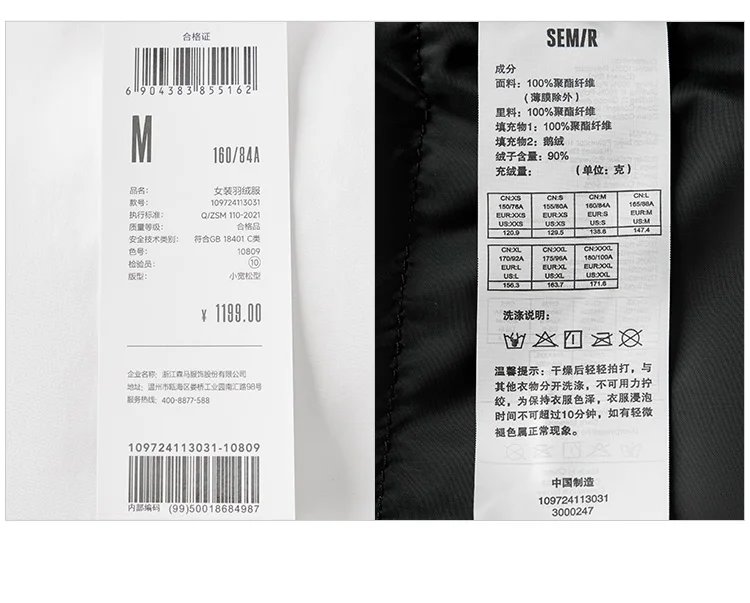 合格证
6 904383 855162
M
160/84A
品名: 女装羽绒服
款号: 109724113031
执行标准: Q/ZSM 110-2021
质量等级: 合格品
安全技术类别: 符合GB 18401 C类
色号: 10809
检验员: 10
版型: 小宽松型
¥ 1199.00
企业名称: 浙江森马服饰股份有限公司
地址: 温州市瓯海区娄桥工业园南汇路98号
服务热线: 400-8877-588
109724113031-10809
内部编码 (99)50018684987
SEM/R
成分
面料: 100%聚酯纤维
(薄膜除外)
里料: 100%聚酯纤维
填充物1: 100%聚酯纤维
填充物2: 鹅绒
绒子含量: 90%
充绒量: (单位: 克)
CN:XS CN:S CN:M CN:L
150/76A 155/80A 160/84A 165/88A
EUR:XXS EUR:XS EUR:S EUR:M
US:XXS US:XS US:S US:M
120.9 129.5 138.6 147.4
CN:XL CN:XXL CN:XXXL
170/92A 175/96A 180/100A
EUR:L EUR:XL EUR:XXL
US:L US:XL US:XXL
156.3 163.7 171.6
洗涤说明:
温馨提示: 干燥后轻轻拍打, 与
其他衣物分开洗涤, 不可用力拧
绞, 为保持衣服色泽, 衣服浸泡
时间不可超过10分钟, 如有轻微
褪色属正常现象。
中国制造
109724113031
3000247